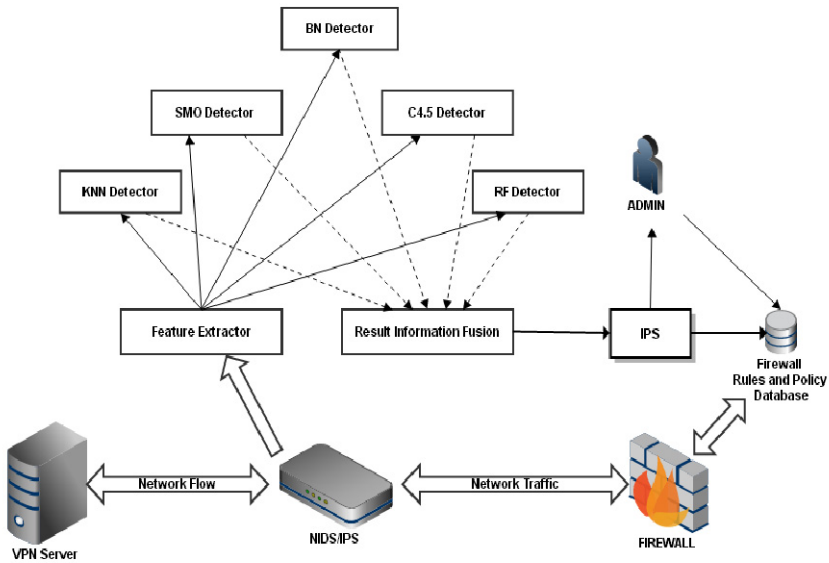 BN Detector
SMO Detector
C4.5 Detector
KNN Detector
RF Detector
ADMIN
Feature Extractor
Result Information Fusion
IPS
Firewall
Rules and Policy
Database
Network Flow
Network Traffic
VPN Server
NIDS/IPS
FIREWALL